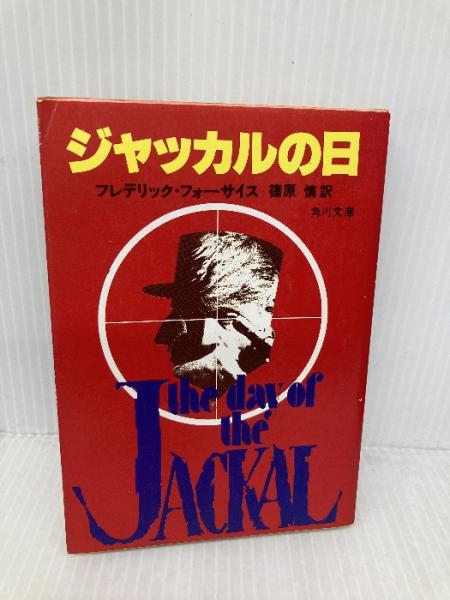 ジャッカルの日
フレデリック・フォーサイス 篠原 慎 訳
角川文庫
the day of
the
JACKAL